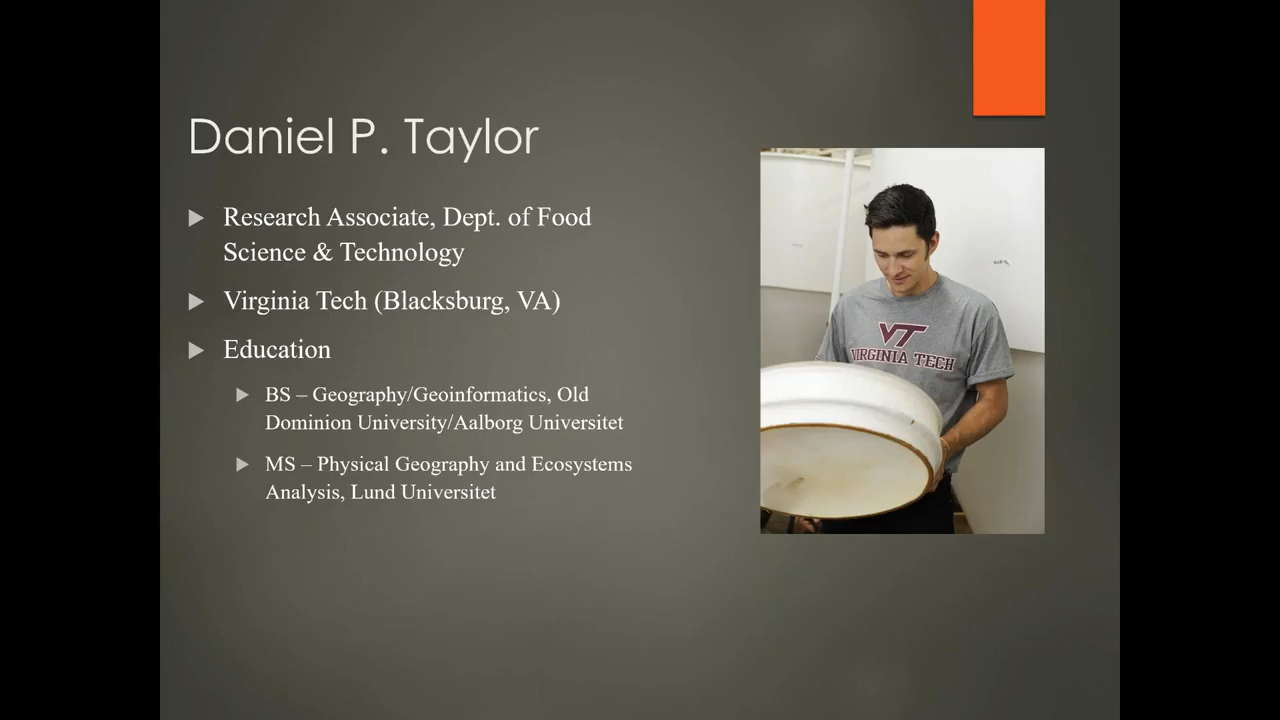 Daniel P. Taylor
Research Associate, Dept. of Food
Science & Technology
Virginia Tech (Blacksburg, VA)
Education
BS – Geography/Geoinformatics, Old
Dominion University/Aalborg Universitet
MS – Physical Geography and Ecosystems
Analysis, Lund Universitet
VT
VIRGINIA TECH